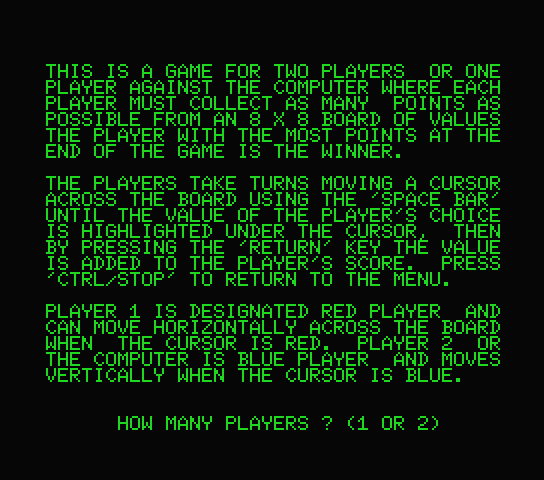 THIS IS A GAME FOR TWO PLAYERS  OR ONE
PLAYER AGAINST THE COMPUTER WHERE EACH
PLAYER MUST COLLECT AS MANY  POINTS AS
POSSIBLE FROM AN 8 X 8 BOARD OF VALUES
THE PLAYER WITH THE MOST POINTS AT THE
END OF THE GAME IS THE WINNER.
THE PLAYERS TAKE TURNS MOVING A CURSOR
ACROSS THE BOARD USING THE 'SPACE BAR'
UNTIL THE VALUE OF THE PLAYER'S CHOICE
IS HIGHLIGHTED UNDER THE CURSOR,  THEN
BY PRESSING THE 'RETURN' KEY THE VALUE
IS ADDED TO THE PLAYER'S SCORE.  PRESS
'CTRL/STOP' TO RETURN TO THE MENU.
PLAYER 1 IS DESIGNATED RED PLAYER  AND
CAN MOVE HORIZONTALLY ACROSS THE BOARD
WHEN  THE CURSOR IS RED.  PLAYER 2  OR
THE COMPUTER IS BLUE PLAYER  AND MOVES
VERTICALLY WHEN THE CURSOR IS BLUE.
HOW MANY PLAYERS ? (1 OR 2)